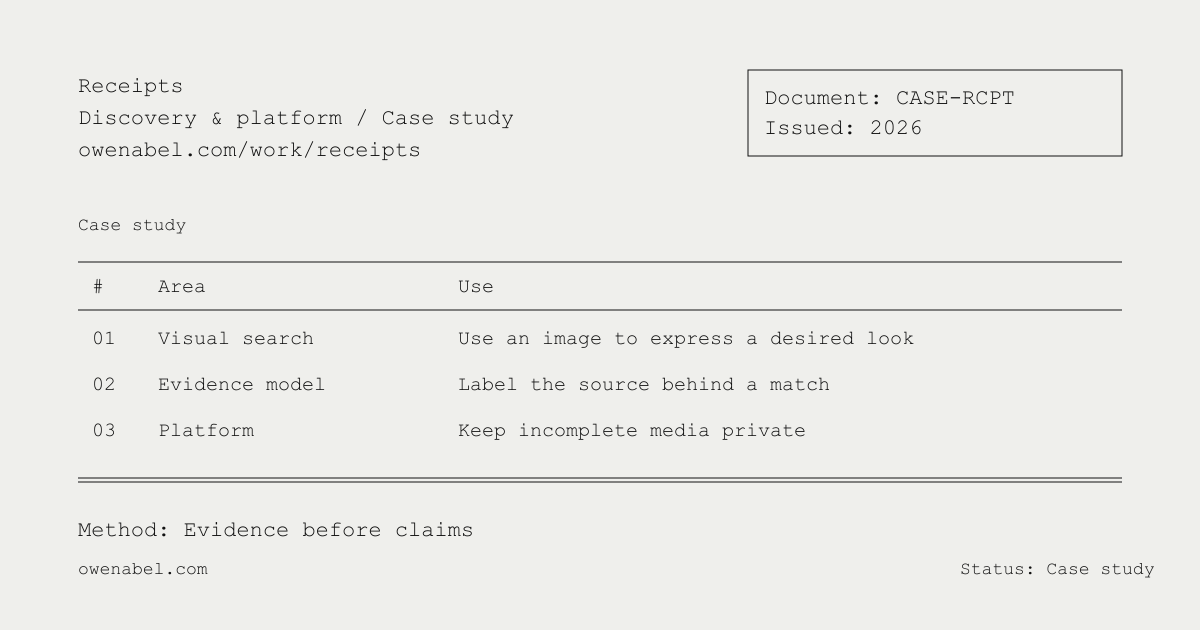 Receipts
Discovery & platform / Case study
owenabel.com/work/receipts
Document: CASE-RCPT
Issued: 2026
Case study
# Area Use
01 Visual search Use an image to express a desired look
02 Evidence model Label the source behind a match
03 Platform Keep incomplete media private
Method: Evidence before claims
owenabel.com
Status: Case study